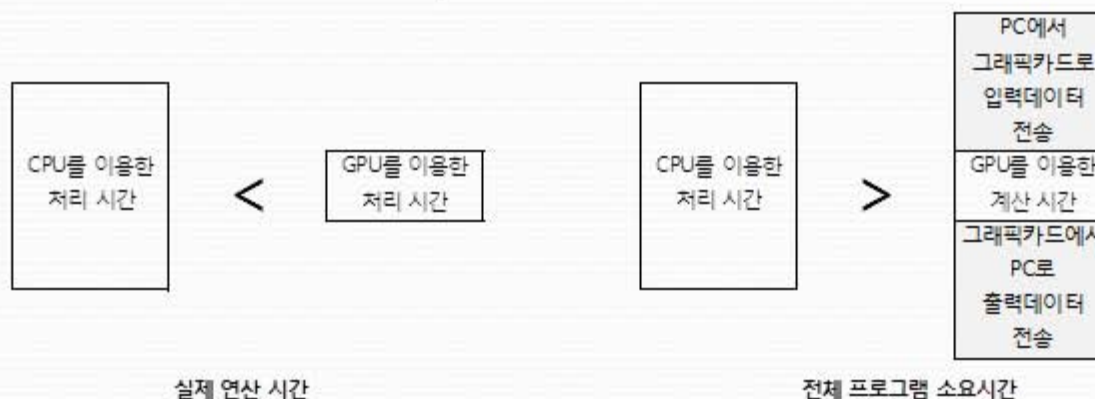 CPU를 이용한
처리 시간
<
GPU를 이용한
처리 시간
실제 연산 시간
CPU를 이용한
처리 시간
>
PC에서
그래픽카드로
입력데이터
전송
GPU를 이용한
계산 시간
그래픽카드에서
PC로
출력데이터
전송
전체 프로그램 소요시간